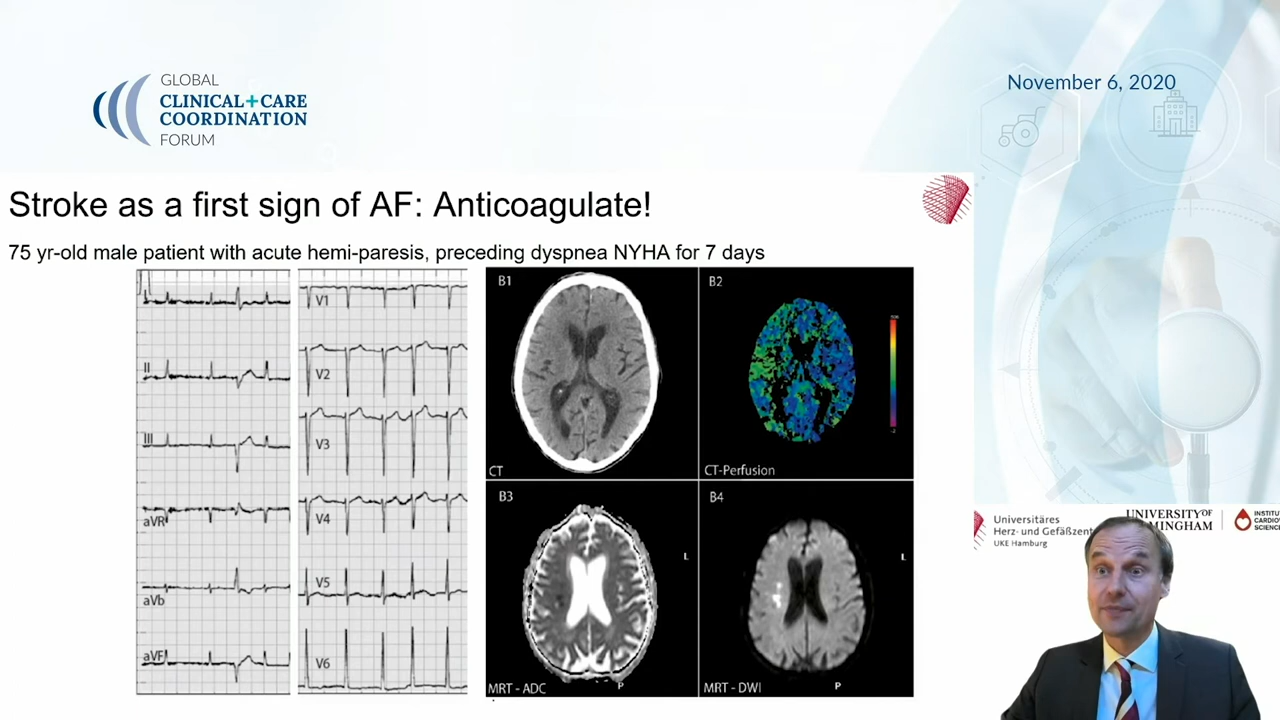 GLOBAL
CLINICAL+CARE
COORDINATION
FORUM
November 6, 2020
Stroke as a first sign of AF: Anticoagulate!
75 yr-old male patient with acute hemi-paresis, preceding dyspnea NYHA for 7 days
II
III
aVR
aVb
aVF
V1
V2
V3
V4
V5
V6
B1
CT
B2
CT-Perfusion
B3
L
MRT - ADC
P
B4
L
MRT - DWI
P
Universitäres
Herz- und Gefäßzent
UKE Hamburg
UNIVERSITY OF
MINGHAM
INSTITU
CARDIOV
SCIENCE